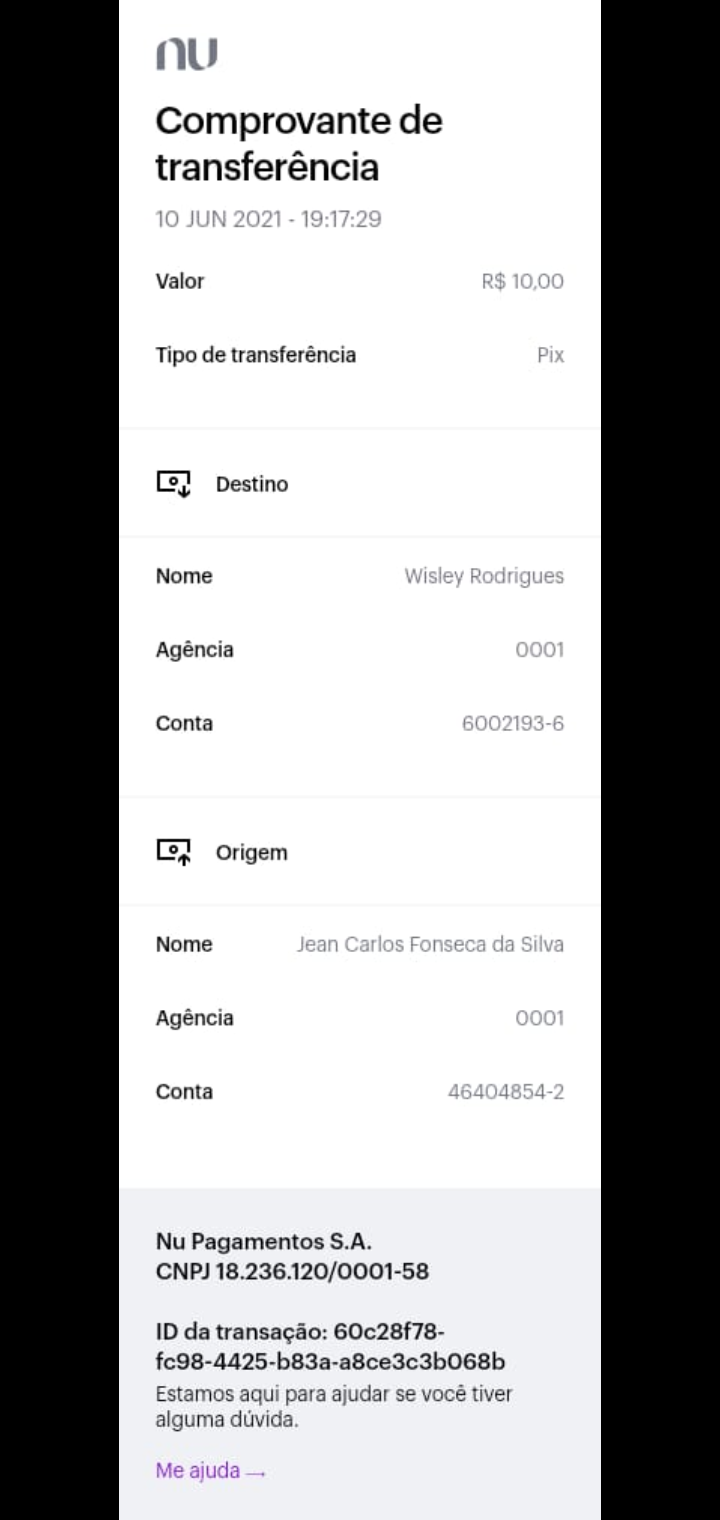 nu
Comprovante de
transferência
10 JUN 2021 - 19:17:29
Valor R$ 10,00
Tipo de transferência Pix
Destino
Nome Wisley Rodrigues
Agência 0001
Conta 6002193-6
Origem
Nome Jean Carlos Fonseca da Silva
Agência 0001
Conta 46404854-2
Nu Pagamentos S.A.
CNPJ 18.236.120/0001-58
ID da transação: 60c28f78-
fc98-4425-b83a-a8ce3c3b068b
Estamos aqui para ajudar se você tiver
alguma dúvida.
Me ajuda →